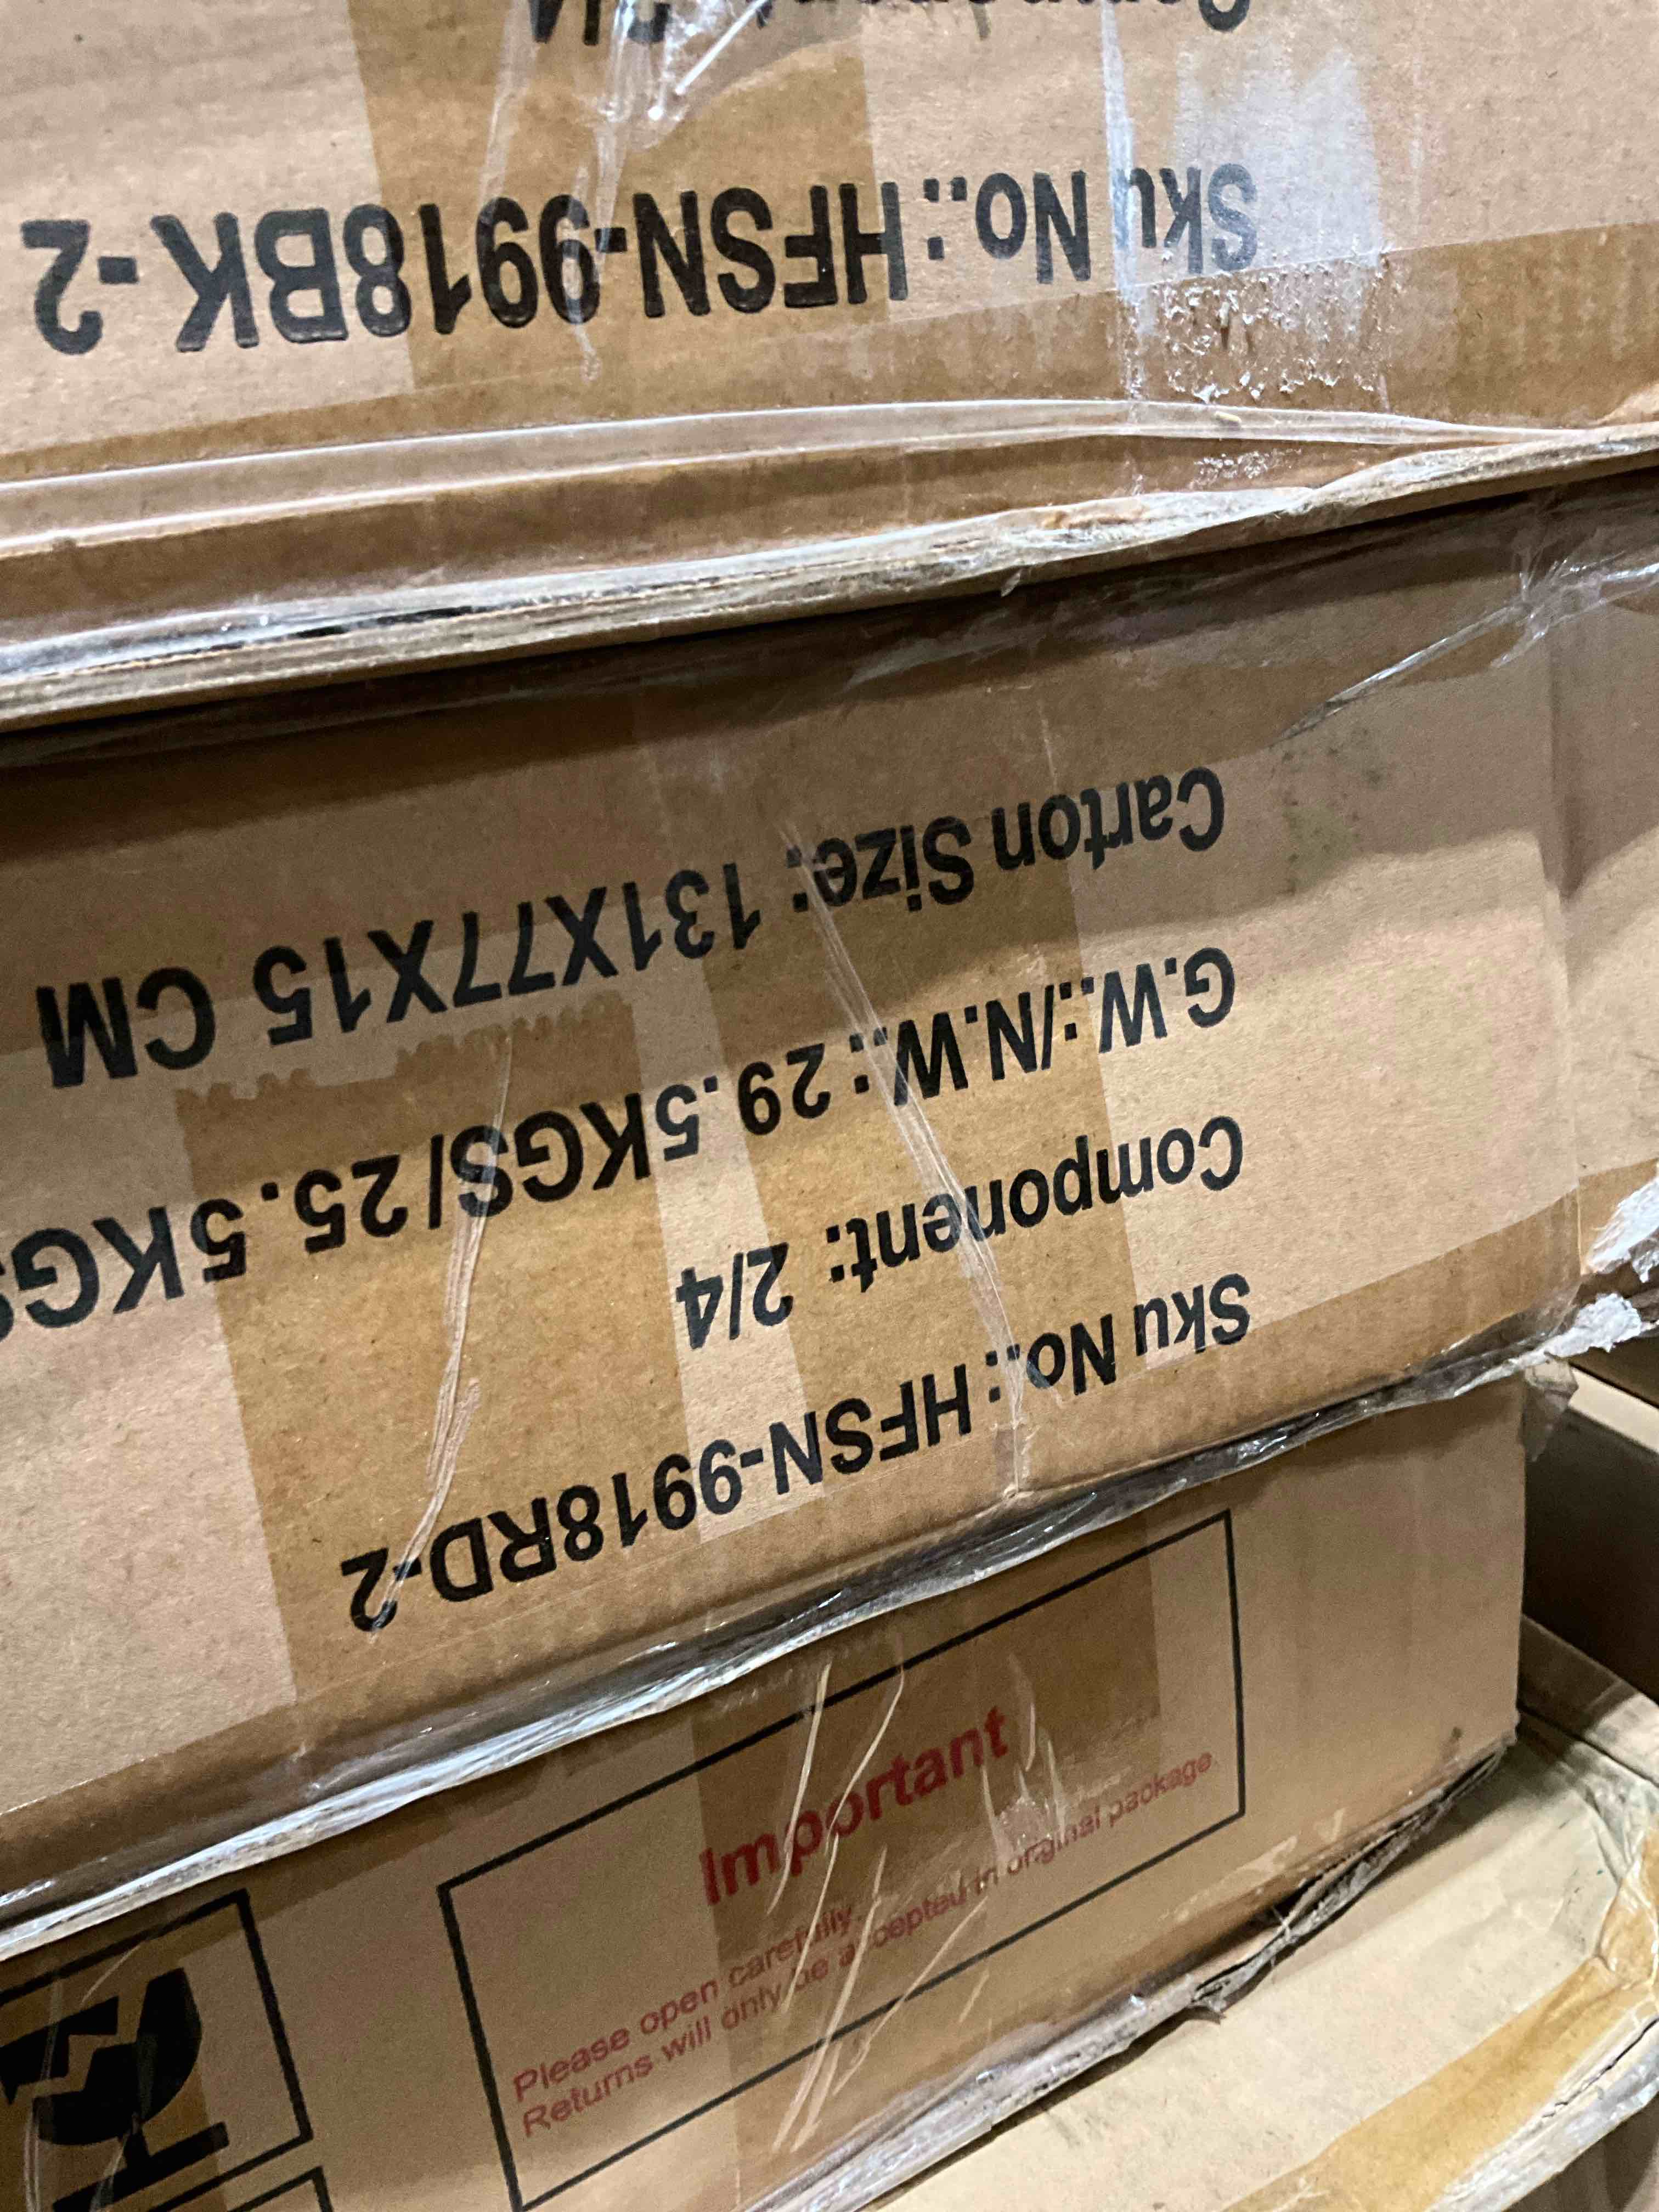 Sku No.: HFSN-9918BK-2
Sku No.: HFSN-9918RD-2
Component: 2/4
G.W.:/N.W.: 29.5KGS/25.5KGS
Carton Size: 131X77X15 CM
Important
Please open carefully.
Returns will only be accepted in original package.